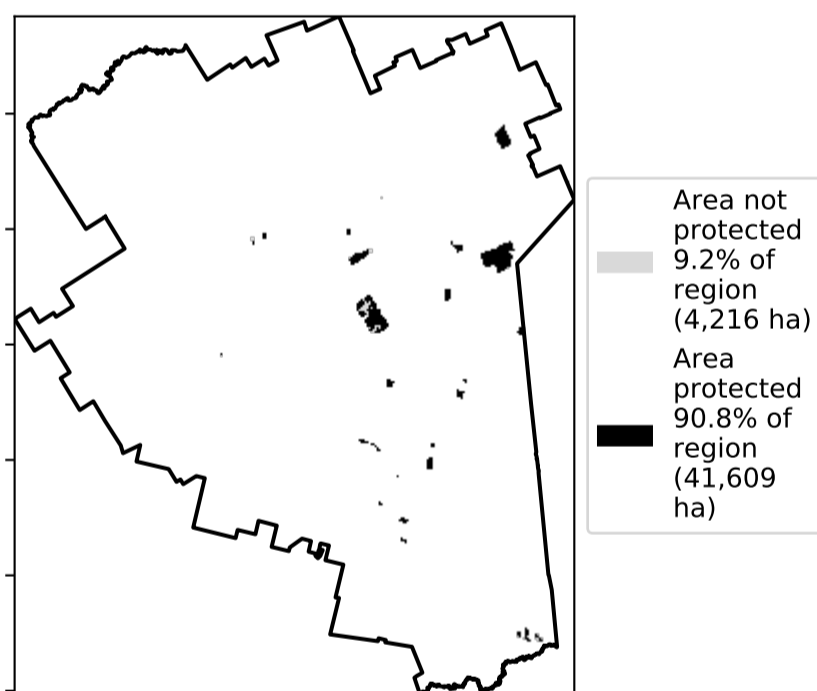 Area not
protected
9.2% of
region
(4,216 ha)
Area
protected
90.8% of
region
(41,609
ha)